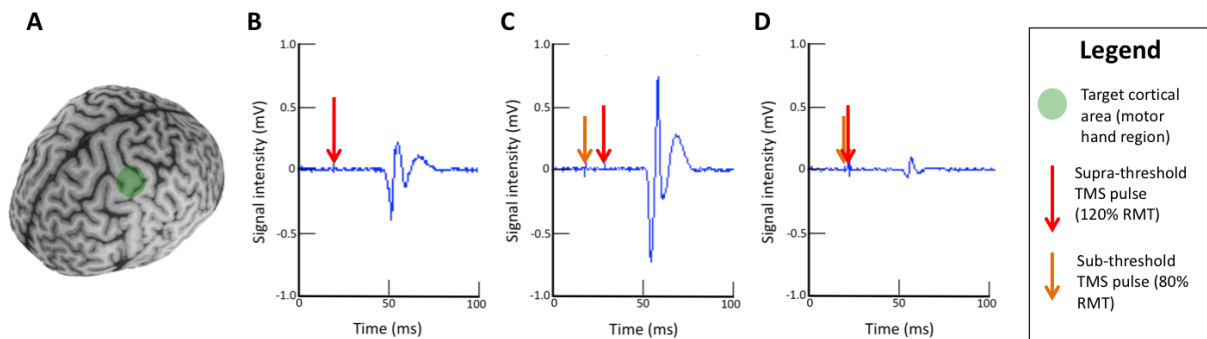 A
B
C
D
1.0
0.5
0
-0.5
-1.0
Signal intensity (mV)
0
50
100
Time (ms)
1.0
0.5
0
-0.5
-1.0
Signal intensity (mV)
0
50
100
Time (ms)
1.0
0.5
0
-0.5
-1.0
Signal intensity (mV)
0
50
100
Time (ms)
Legend
Target cortical
area (motor
hand region)
Supra-threshold
TMS pulse
(120% RMT)
Sub-threshold
TMS pulse (80%
RMT)